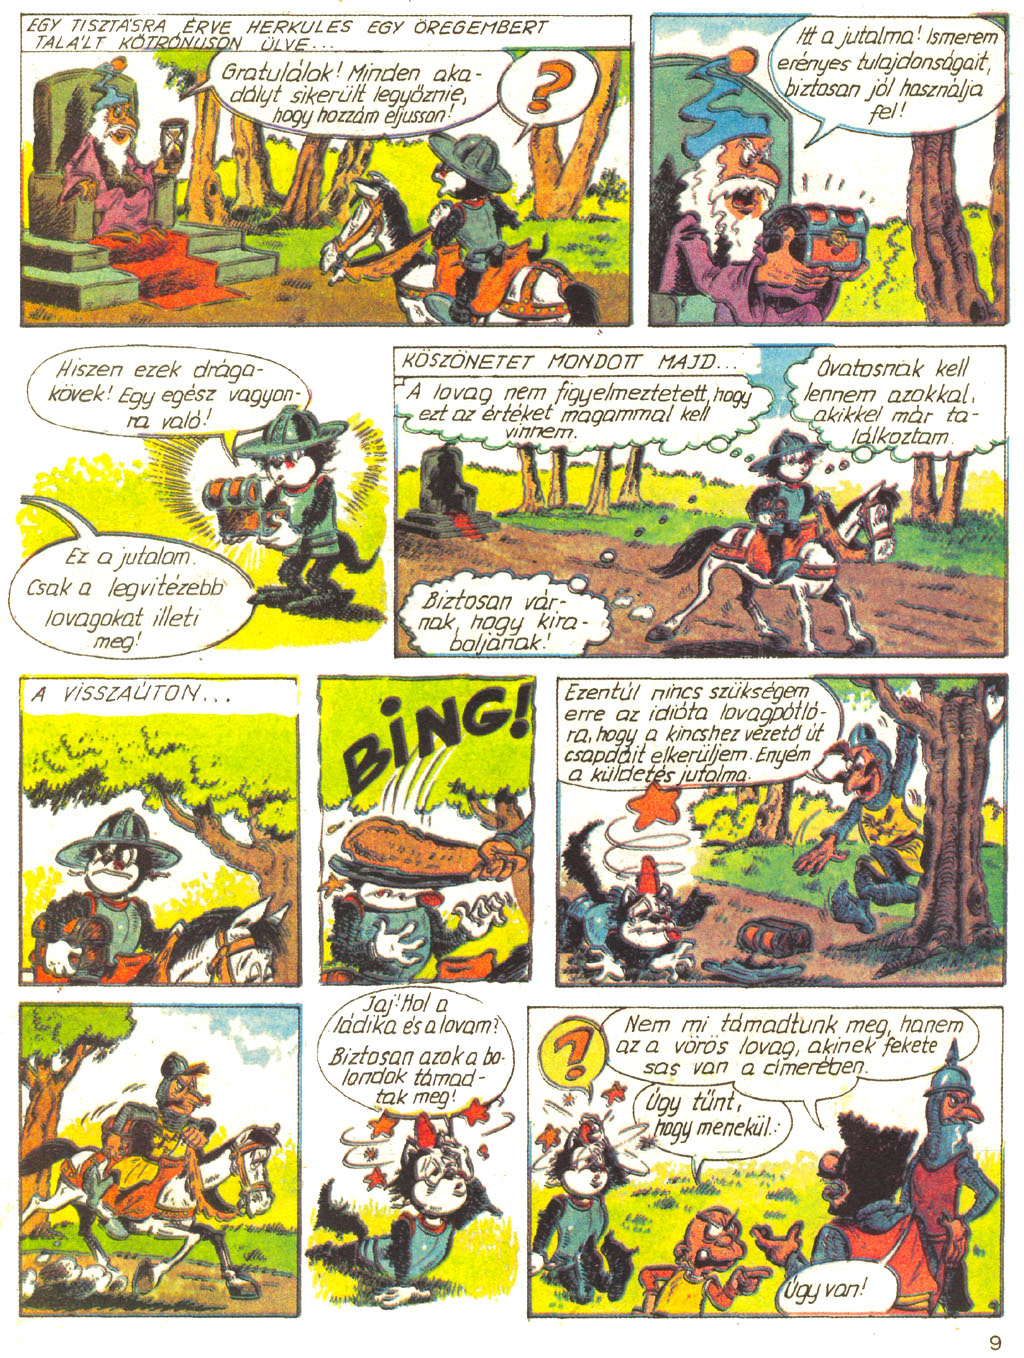 EGY TISZTÁSRA ÉRVE HERKULES EGY ÖREGEMBERT
TALÁLT KŐTRÓNUSON ÜLVE...
Gratulálok! Minden aka-
dályt sikerült legyőznie,
hogy hozzám eljusson!
?
Itt a jutalma! Ismerem
erényes tulajdonságait,
biztosan jól használja
fel!
Hiszen ezek drága-
kövek! Egy egész vagyon-
ra való!
Ez a jutalom.
Csak a legvitézebb
lovagokat illeti
meg!
KÖSZÖNETET MONDOTT MAJD...
A lovag nem figyelmeztetett, hogy
ezt az értéket magammal kell
vinnem.
Óvatosnak kell
lennem azokkal,
akikkel már ta-
lálkoztam.
Biztosan vár-
nak, hogy kira-
boljanak!
A VISSZAÚTON...
BING!
Ezentúl nincs szükségem
erre az idióta lovagpótló-
ra, hogy a kincshez vezető út
csapdáit elkerüljem. Enyém
a küldetés jutalma.
Jaj! Hol a
ládika és a lovam?
Biztosan azok a bo-
londok támad-
tak meg!
?
Nem mi támadtunk meg, hanem
az a vörös lovag, akinek fekete
sas van a címerében.
Úgy tűnt,
hogy menekül.
Úgy van!
9